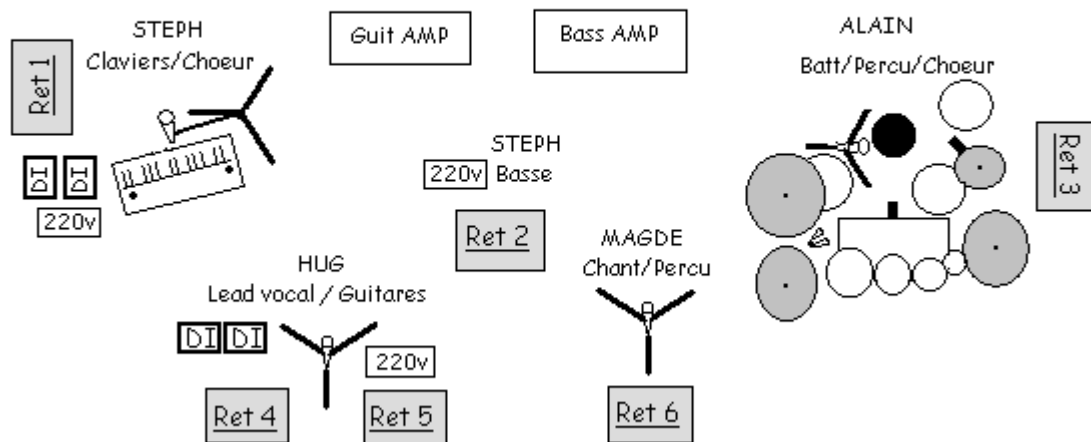 STEPH
Claviers/Choeur
Ret 1
DI
DI
220v
Guit AMP
Bass AMP
ALAIN
Batt/Percu/Choeur
Ret 3
STEPH
220v Basse
Ret 2
MAGDE
Chant/Percu
HUG
Lead vocal / Guitares
DI
DI
220v
Ret 4
Ret 5
Ret 6